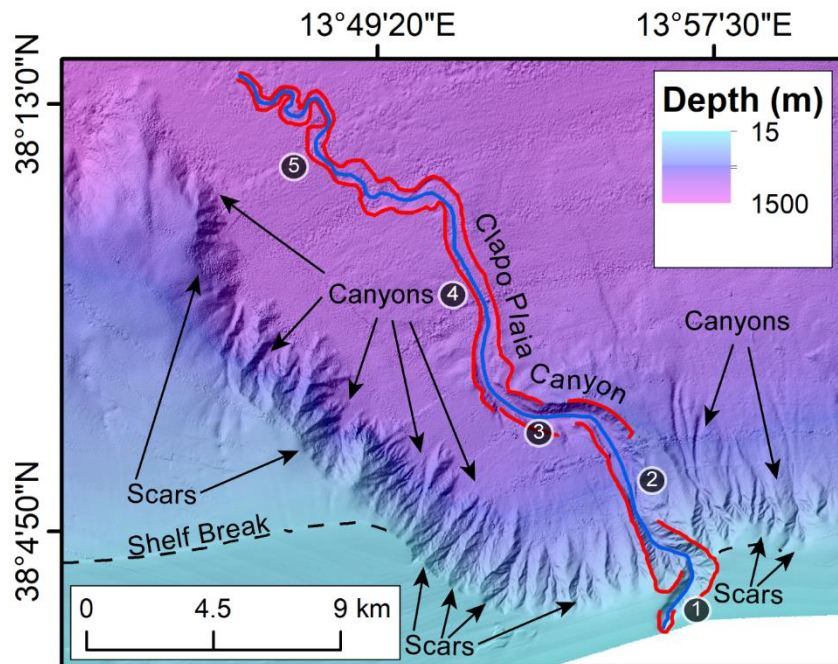 13°49'20"E
13°57'30"E
38°13'0"N
38°4'50"N
Depth (m)
15
1500
5
Clapo Plaia
Canyon
Canyons
4
Canyons
3
2
Scars
Shelf Break
Scars
1
Scars
0
4.5
9 km